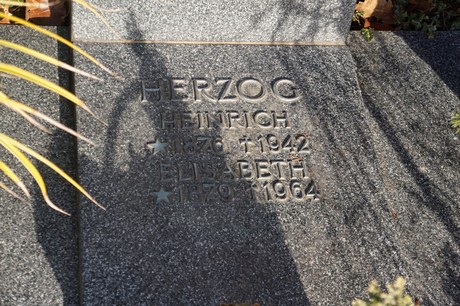 HERZOG
HEINRICH
* 1876 † 1942
ELISABETH
* 1879 † 1964